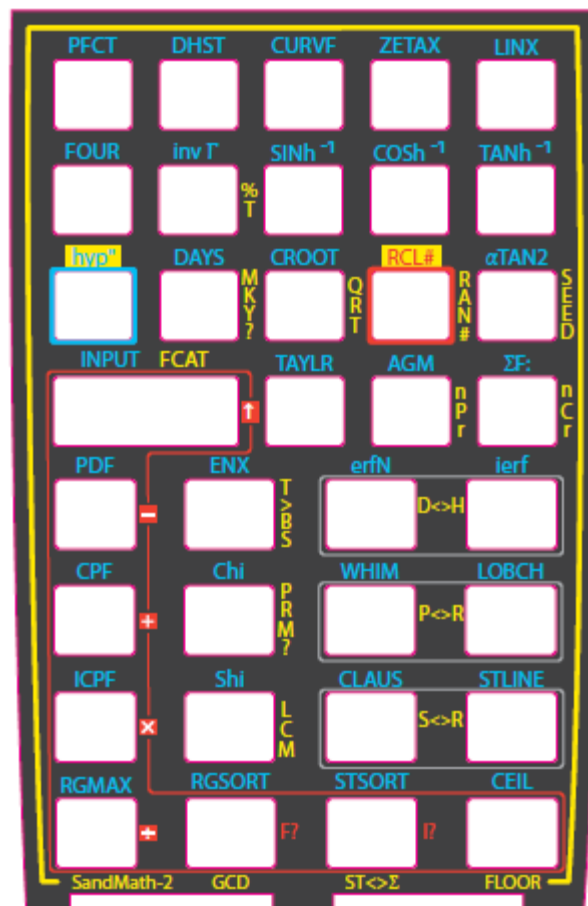 PFCT DHST CURVF ZETAX LINX
FOUR inv Γ SINh ⁻¹ COSh ⁻¹ TANh ⁻¹
%T
hyp" DAYS CROOT RCL# αTAN2
MKY? QRT RAN# SEED
INPUT FCAT TAYLR AGM ΣF:
↑ nPr nCr
PDF ENX erfN ierf
− T>BS D<>H
CPF Chi WHIM LOBCH
+ PRM? P<>R
ICPF Shi CLAUS STLINE
× LCM S<>R
RGMAX RGSORT STSORT CEIL
÷ F? I?
SandMath-2 GCD ST<>Σ FLOOR